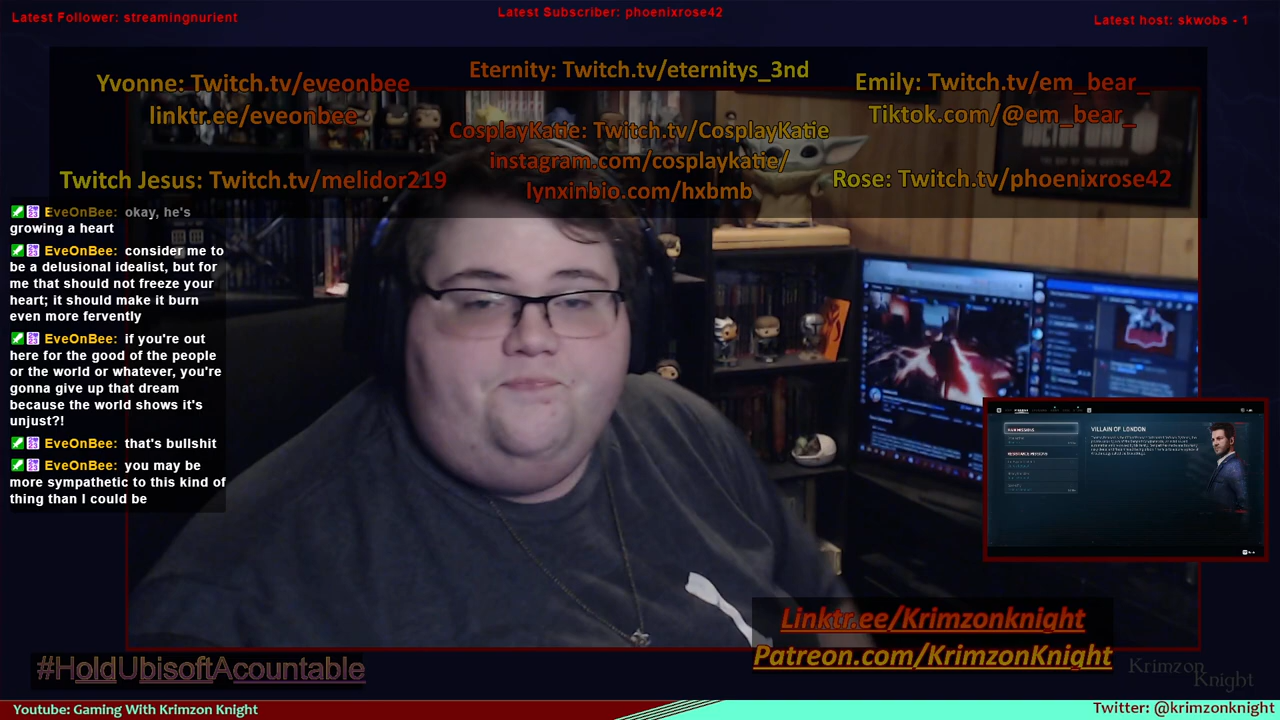 Latest Follower: streamingnurient
Latest Subscriber: phoenixrose42
Latest host: skwobs - 1
Yvonne: Twitch.tv/eveonbee
linktr.ee/eveonbee
Eternity: Twitch.tv/eternitys_3nd
Emily: Twitch.tv/em_bear_
Tiktok.com/@em_bear_
CosplayKatie: Twitch.tv/CosplayKatie
instagram.com/cosplaykatie/
lynxinbio.com/hxbmb
Twitch Jesus: Twitch.tv/melidor219
Rose: Twitch.tv/phoenixrose42
EveOnBee: okay, he's
growing a heart
EveOnBee: consider me to
be a delusional idealist, but for
me that should not freeze your
heart; it should make it burn
even more fervently
EveOnBee: if you're out
here for the good of the people
or the world or whatever, you're
gonna give up that dream
because the world shows it's
unjust?!
EveOnBee: that's bullshit
EveOnBee: you may be
more sympathetic to this kind of
thing than I could be
VILLAIN OF LONDON
Linktr.ee/Krimzonknight
Patreon.com/KrimzonKnight
#HoldUbisoftAcountable
Krimzon
Knight
Youtube: Gaming With Krimzon Knight
Twitter: @krimzonknight